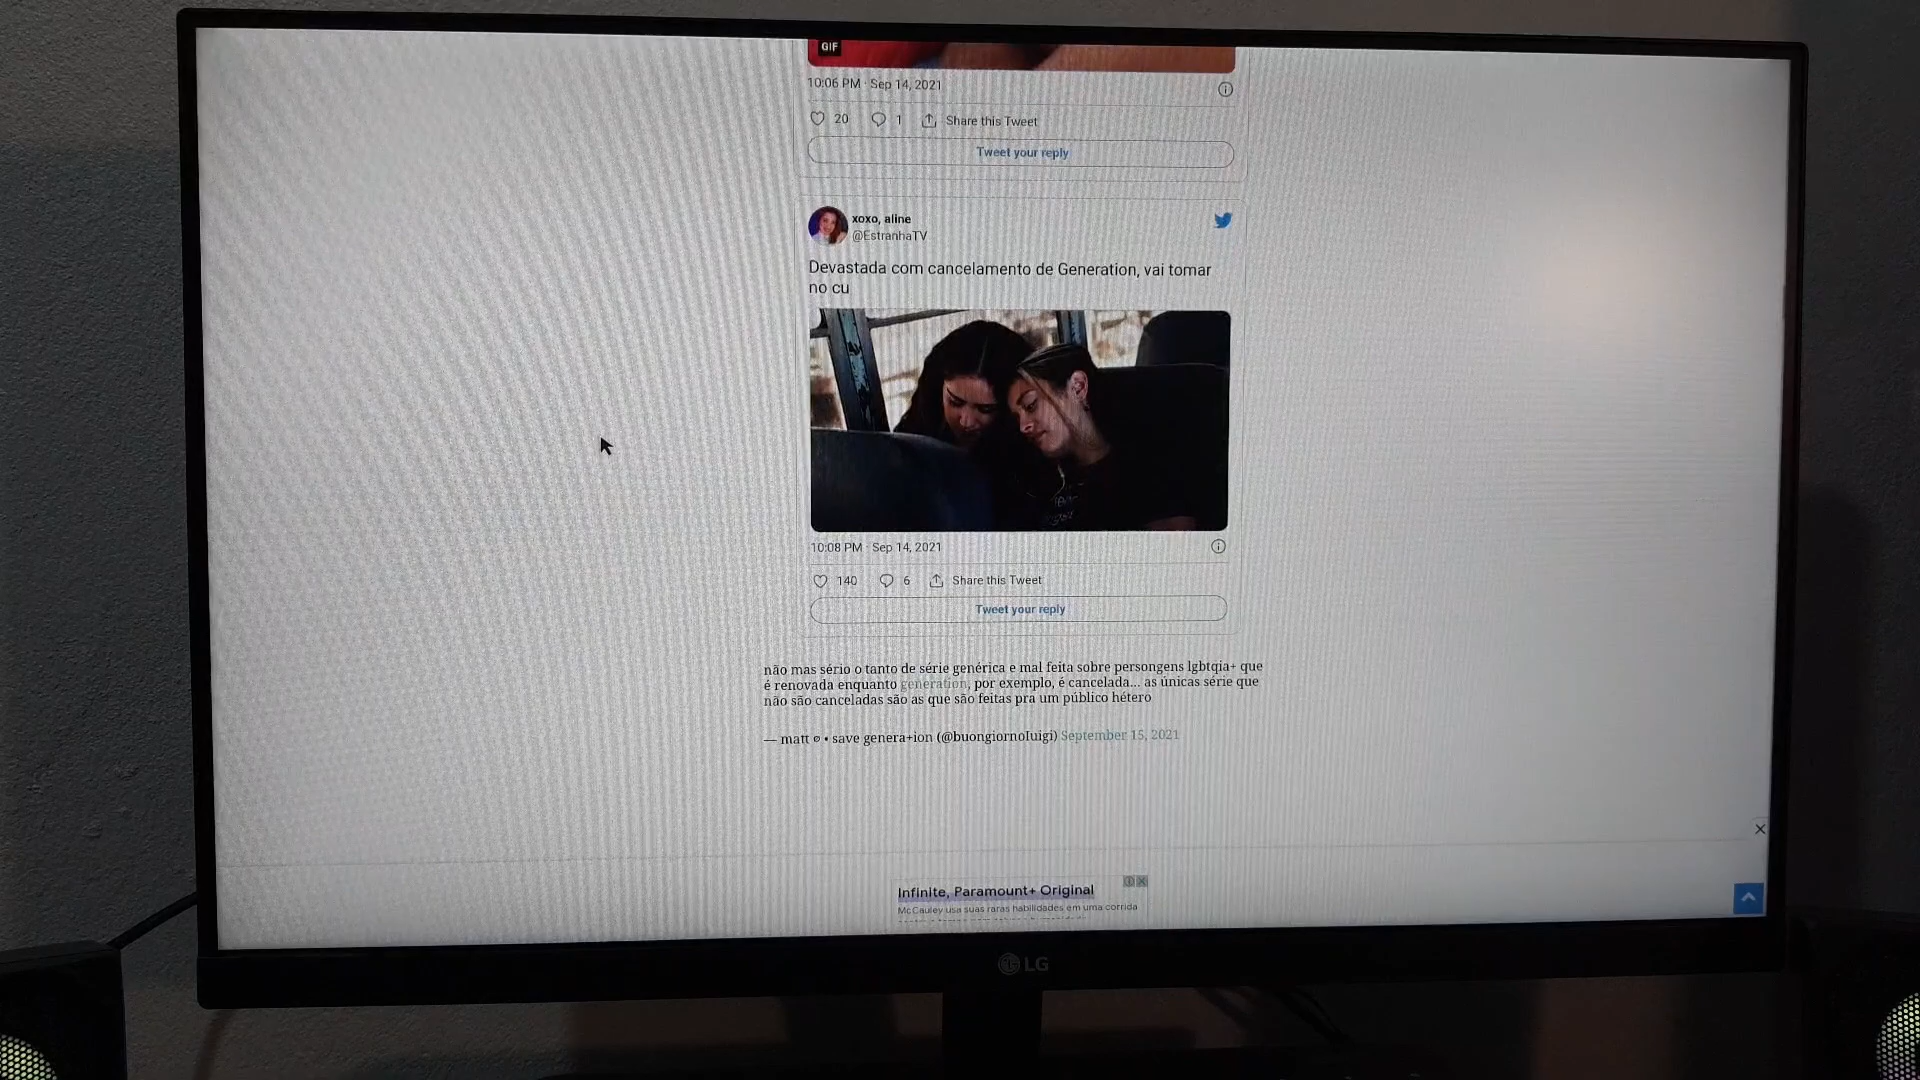 GIF
10:06 PM · Sep 14, 2021
20 1 Share this Tweet
Tweet your reply
xoxo, aline
@EstranhaTV
Devastada com cancelamento de Generation, vai tomar
no cu
10:08 PM · Sep 14, 2021
140 6 Share this Tweet
Tweet your reply
não mas sério o tanto de série genérica e mal feita sobre persongens lgbtqia+ que
é renovada enquanto generation, por exemplo, é cancelada... as únicas série que
não são canceladas são as que são feitas pra um público hétero
— matt • save genera+ion (@buongiornoIuigi) September 15, 2021
Infinite, Paramount+ Original
McCauley usa suas raras habilidades em uma corrida
LG